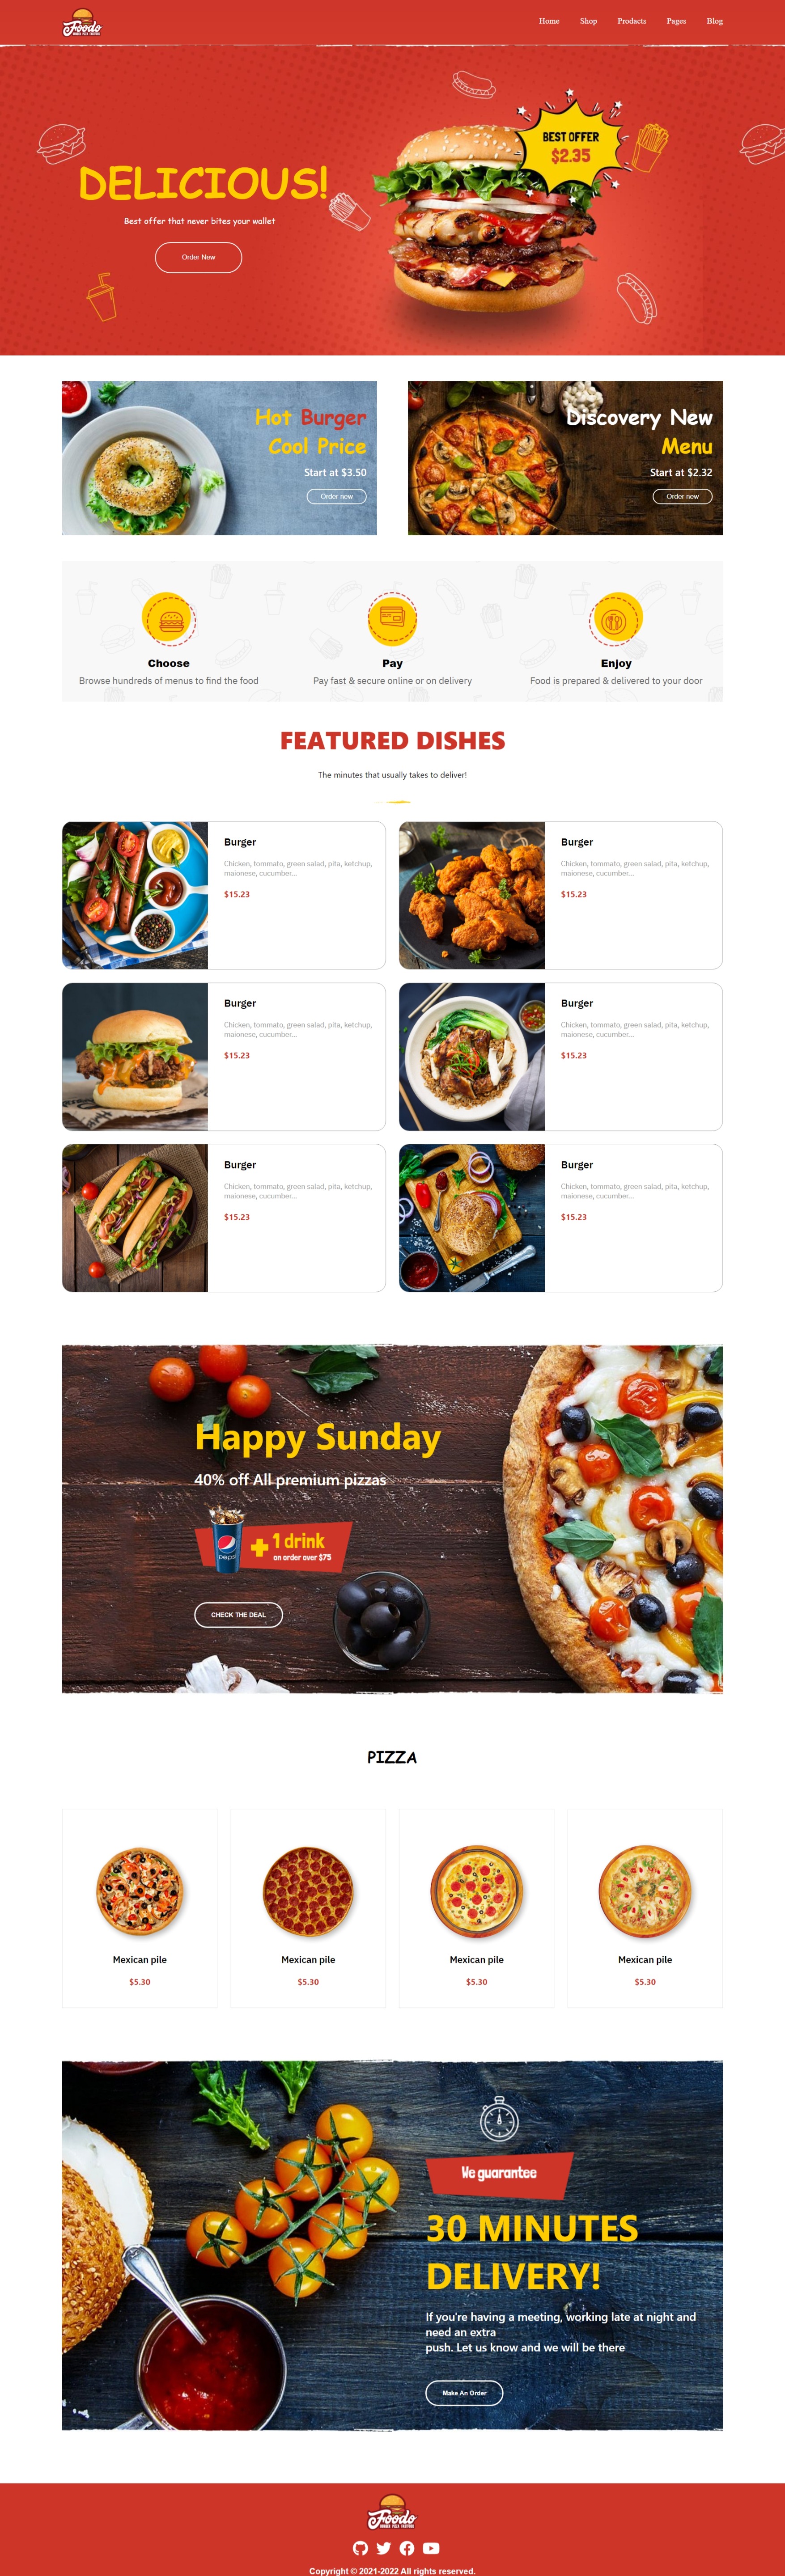 Foodo
BURGER PIZZA FASTFOOD
Home Shop Products Pages Blog
BEST OFFER
$2.35
DELICIOUS!
Best offer that never bites your wallet
Order Now
Hot Burger
Cool Price
Start at $3.50
Order now
Discovery New
Menu
Start at $2.32
Order now
Choose
Browse hundreds of menus to find the food
Pay
Pay fast & secure online or on delivery
Enjoy
Food is prepared & delivered to your door
FEATURED DISHES
The minutes that usually takes to deliver!
Burger
Chicken, tommato, green salad, pita, ketchup,
maionese, cucumber...
$15.23
Burger
Chicken, tommato, green salad, pita, ketchup,
maionese, cucumber...
$15.23
Burger
Chicken, tommato, green salad, pita, ketchup,
maionese, cucumber...
$15.23
Burger
Chicken, tommato, green salad, pita, ketchup,
maionese, cucumber...
$15.23
Burger
Chicken, tommato, green salad, pita, ketchup,
maionese, cucumber...
$15.23
Burger
Chicken, tommato, green salad, pita, ketchup,
maionese, cucumber...
$15.23
Happy Sunday
40% off All premium pizzas
pepsi
+ 1 drink
on order over $75
CHECK THE DEAL
PIZZA
Mexican pile
$5.30
Mexican pile
$5.30
Mexican pile
$5.30
Mexican pile
$5.30
We guarantee
30 MINUTES
DELIVERY!
If you're having a meeting, working late at night and
need an extra
push. Let us know and we will be there
Make An Order
Foodo
BURGER PIZZA FASTFOOD
Copyright © 2021-2022 All rights reserved.